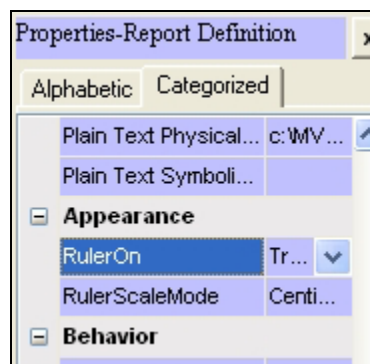 Properties-Report Definition x
Alphabetic Categorized
Plain Text Physical... c:\MV...
Plain Text Symboli...
Appearance
RulerOn Tr...
RulerScaleMode Centi...
Behavior